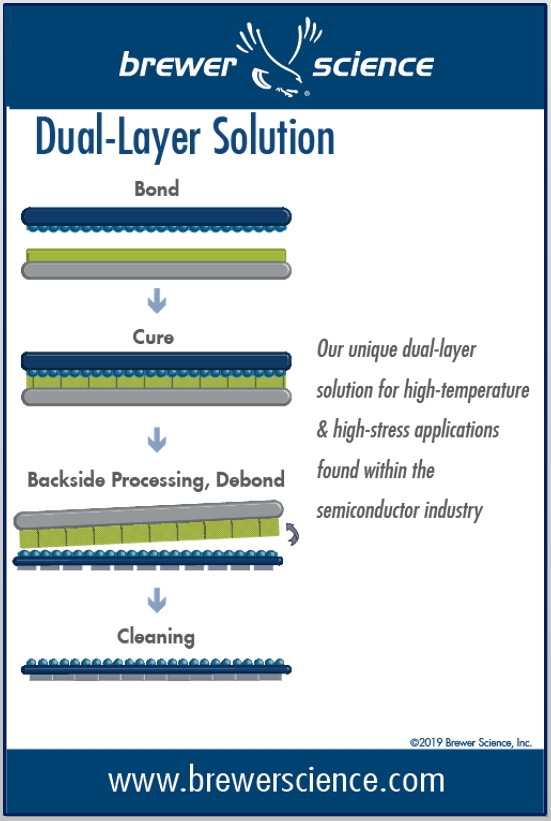 brewer science
Dual-Layer Solution
Bond
Cure
Our unique dual-layer
solution for high-temperature
& high-stress applications
found within the
semiconductor industry
Backside Processing, Debond
Cleaning
©2019 Brewer Science, Inc.
www.brewerscience.com